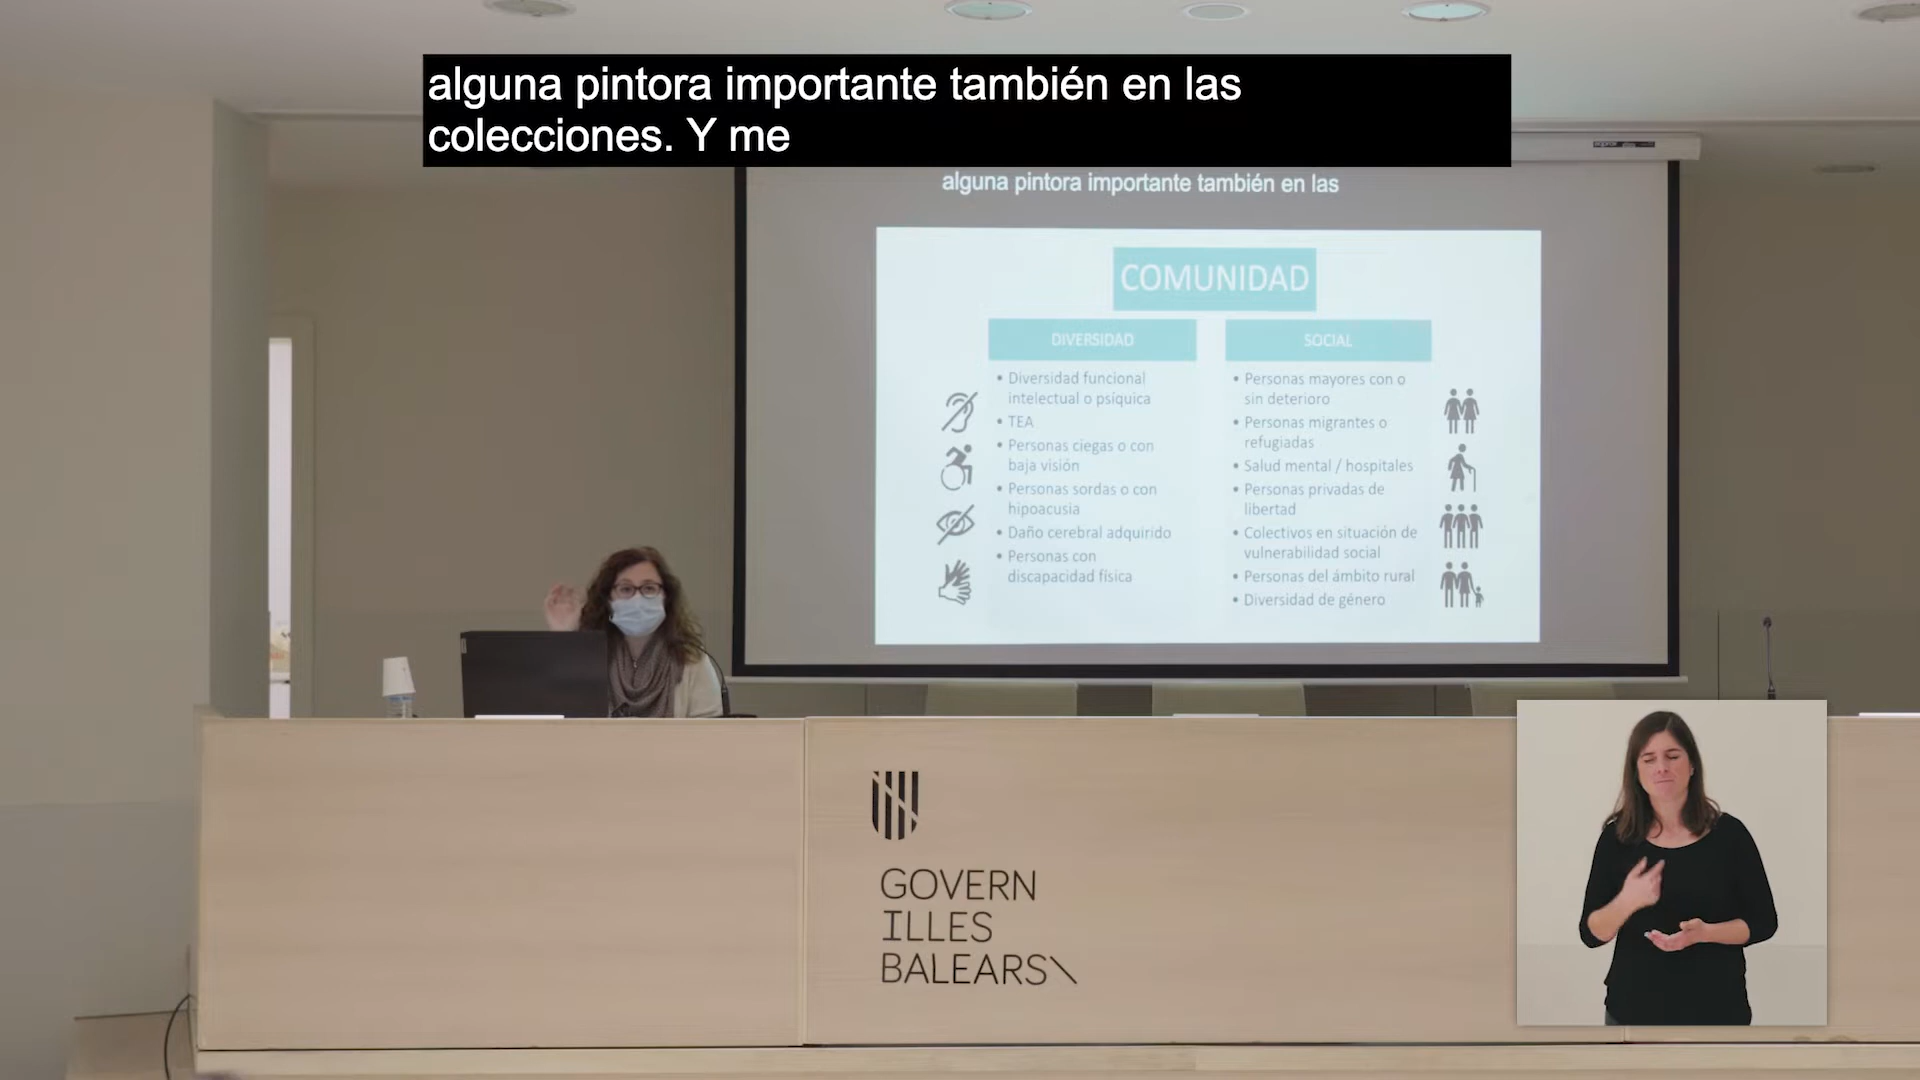 alguna pintora importante también en las
colecciones. Y me
alguna pintora importante también en las
COMUNIDAD
DIVERSIDAD
• Diversidad funcional
intelectual o psíquica
• TEA
• Personas ciegas o con
baja visión
• Personas sordas o con
hipoacusia
• Daño cerebral adquirido
• Personas con
discapacidad física
SOCIAL
• Personas mayores con o
sin deterioro
• Personas migrantes o
refugiadas
• Salud mental / hospitales
• Personas privadas de
libertad
• Colectivos en situación de
vulnerabilidad social
• Personas del ámbito rural
• Diversidad de género
GOVERN
ILLES
BALEARS\